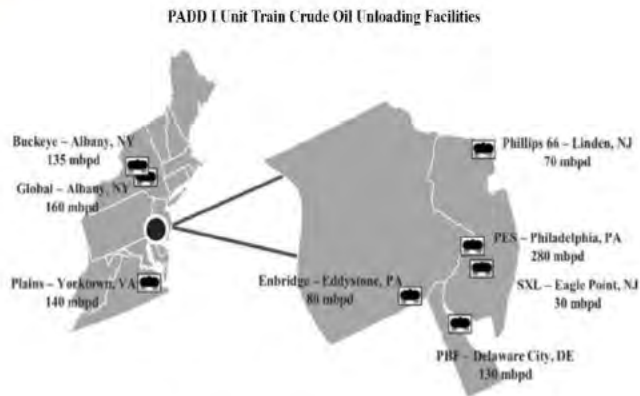 PADD I Unit Train Crude Oil Unloading Facilities
Buckeye – Albany, NY
135 mbpd
Global – Albany, NY
160 mbpd
Plains – Yorktown, VA
140 mbpd
Phillips 66 – Linden, NJ
70 mbpd
PES – Philadelphia, PA
280 mbpd
SXL – Eagle Point, NJ
30 mbpd
Enbridge – Eddystone, PA
80 mbpd
PBF – Delaware City, DE
130 mbpd